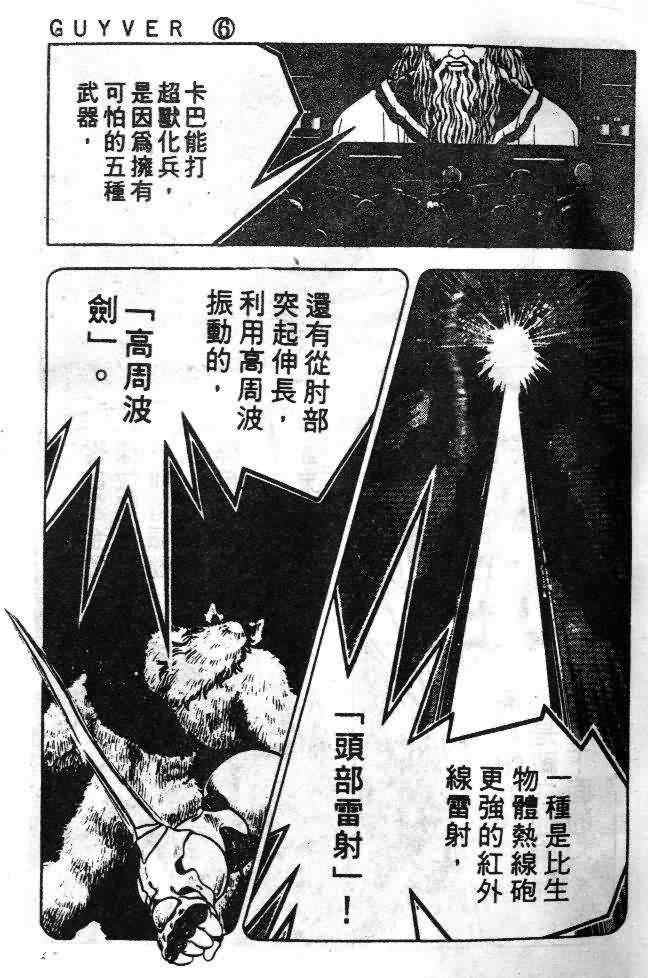 GUYVER ⑥
卡巴能打
超獸化兵，
是因為擁有
可怕的五種
武器，
一種是比生
物體熱線砲
更強的紅外
線雷射，
「頭部雷射」！
還有從肘部
突起伸長，
利用高周波
振動的，
「高周波
劍」。